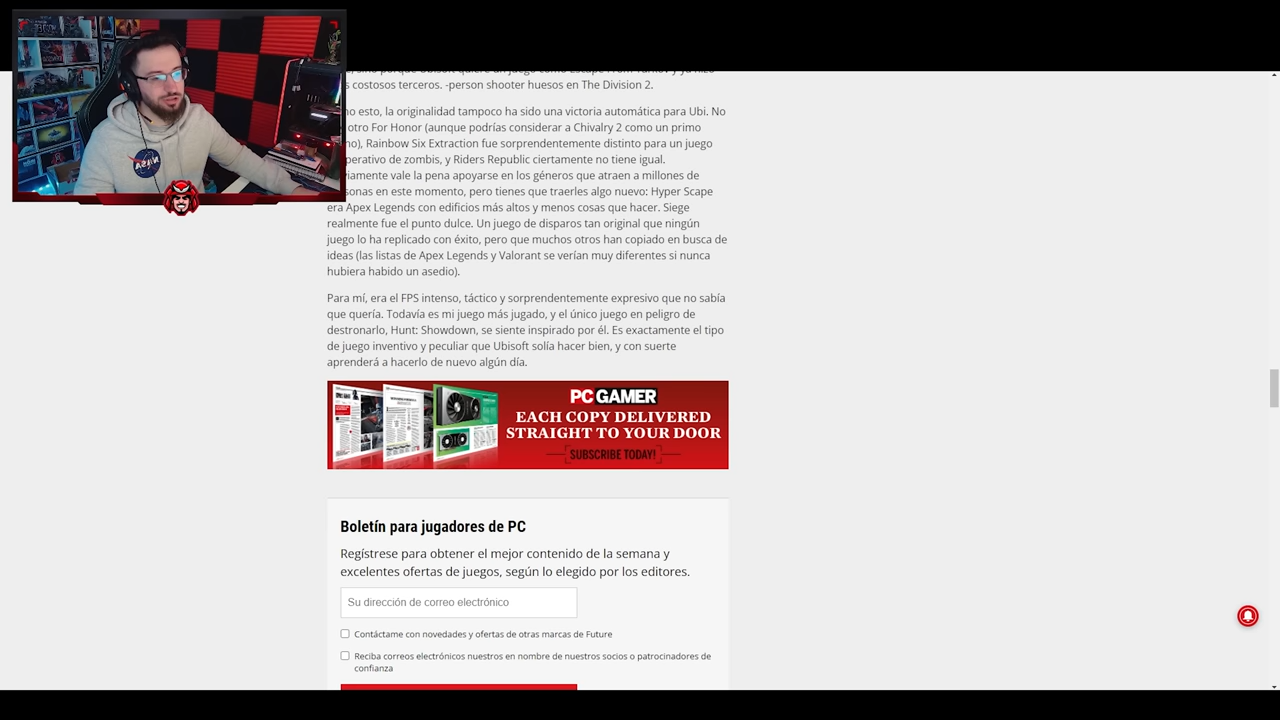 costosos terceros. -person shooter huesos en The Division 2.
esto, la originalidad tampoco ha sido una victoria automática para Ubi. No
otro For Honor (aunque podrías considerar a Chivalry 2 como un primo
Rainbow Six Extraction fue sorprendentemente distinto para un juego
de zombis, y Riders Republic ciertamente no tiene igual.
vale la pena apoyarse en los géneros que atraen a millones de
en este momento, pero tienes que traerles algo nuevo: Hyper Scape
era Apex Legends con edificios más altos y menos cosas que hacer. Siege
realmente fue el punto dulce. Un juego de disparos tan original que ningún
juego lo ha replicado con éxito, pero que muchos otros han copiado en busca de
ideas (las listas de Apex Legends y Valorant se verían muy diferentes si nunca
hubiera habido un asedio).
Para mí, era el FPS intenso, táctico y sorprendentemente expresivo que no sabía
que quería. Todavía es mi juego más jugado, y el único juego en peligro de
destronarlo, Hunt: Showdown, se siente inspirado por él. Es exactamente el tipo
de juego inventivo y peculiar que Ubisoft solía hacer bien, y con suerte
aprenderá a hacerlo de nuevo algún día.
PC GAMER
EACH COPY DELIVERED
STRAIGHT TO YOUR DOOR
SUBSCRIBE TODAY!
Boletín para jugadores de PC
Regístrese para obtener el mejor contenido de la semana y
excelentes ofertas de juegos, según lo elegido por los editores.
Su dirección de correo electrónico
Contáctame con novedades y ofertas de otras marcas de Future
Reciba correos electrónicos nuestros en nombre de nuestros socios o patrocinadores de
confianza